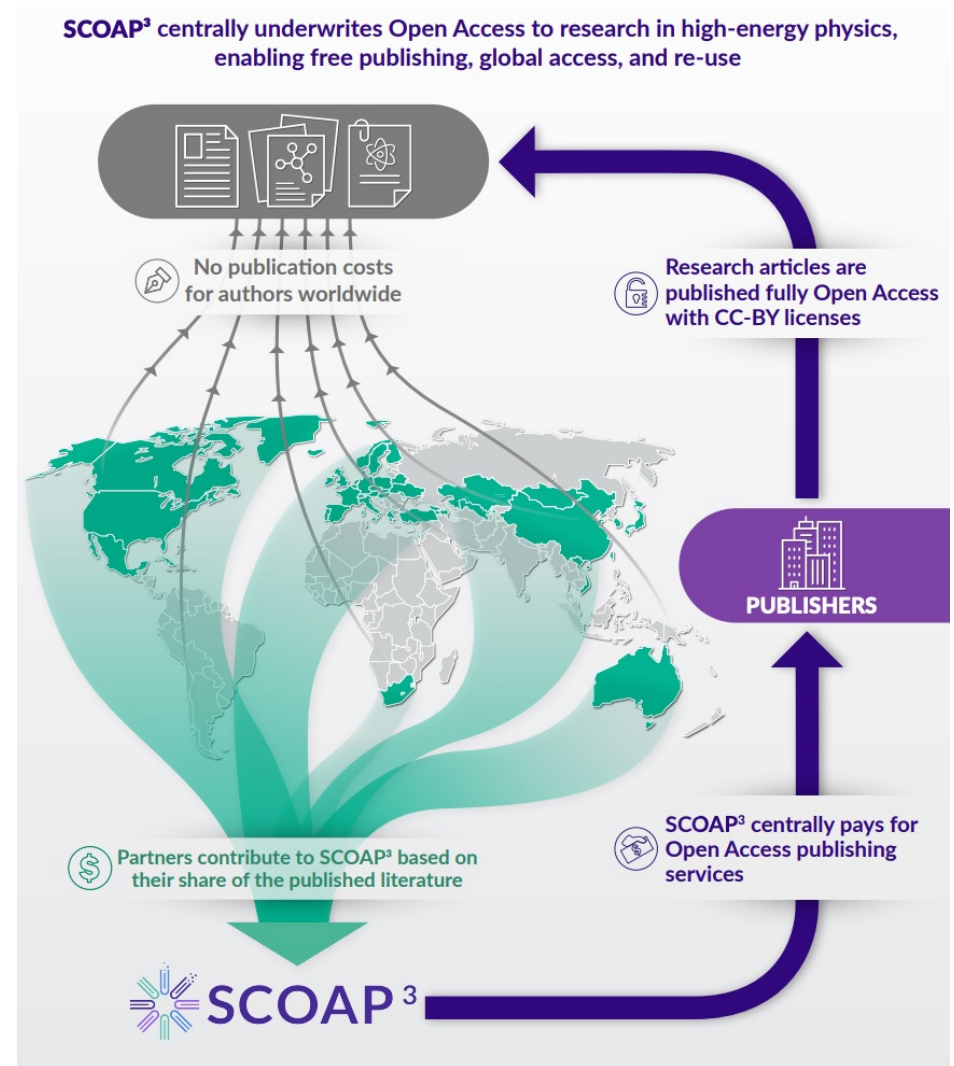 SCOAP³ centrally underwrites Open Access to research in high-energy physics,
enabling free publishing, global access, and re-use
No publication costs
for authors worldwide
Research articles are
published fully Open Access
with CC-BY licenses
PUBLISHERS
SCOAP³ centrally pays for
Open Access publishing
services
Partners contribute to SCOAP³ based on
their share of the published literature
SCOAP³